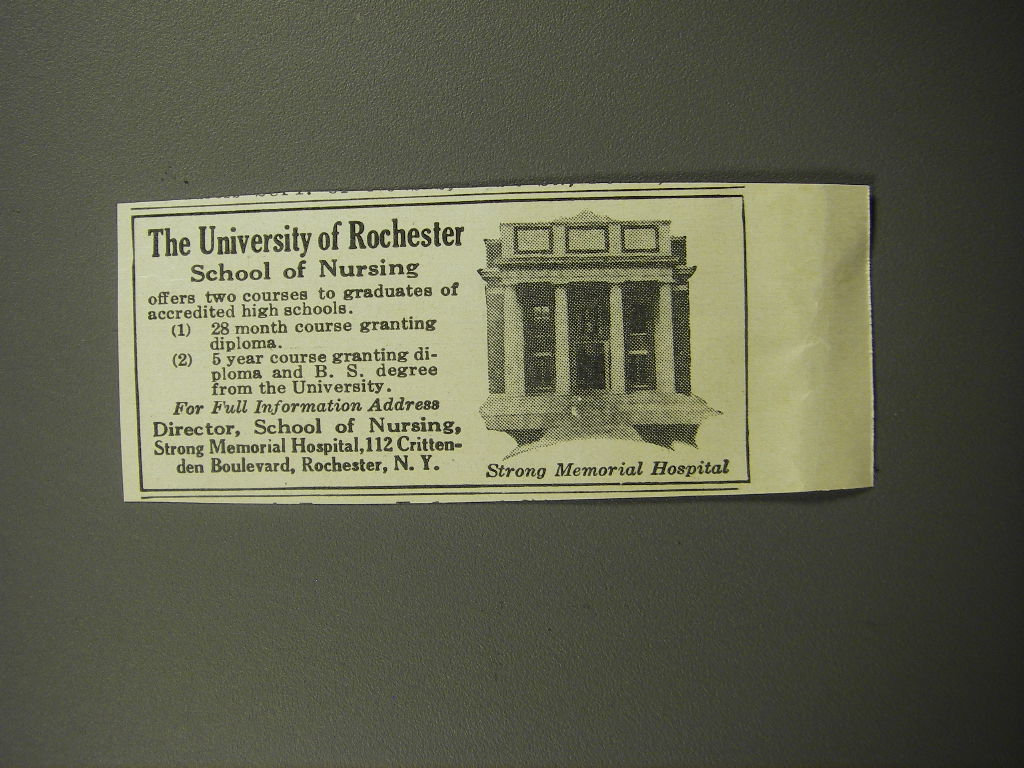 The University of Rochester
School of Nursing
offers two courses to graduates of
accredited high schools.
(1) 28 month course granting
diploma.
(2) 5 year course granting di-
ploma and B. S. degree
from the University.
For Full Information Address
Director, School of Nursing,
Strong Memorial Hospital, 112 Critten-
den Boulevard, Rochester, N. Y.
Strong Memorial Hospital